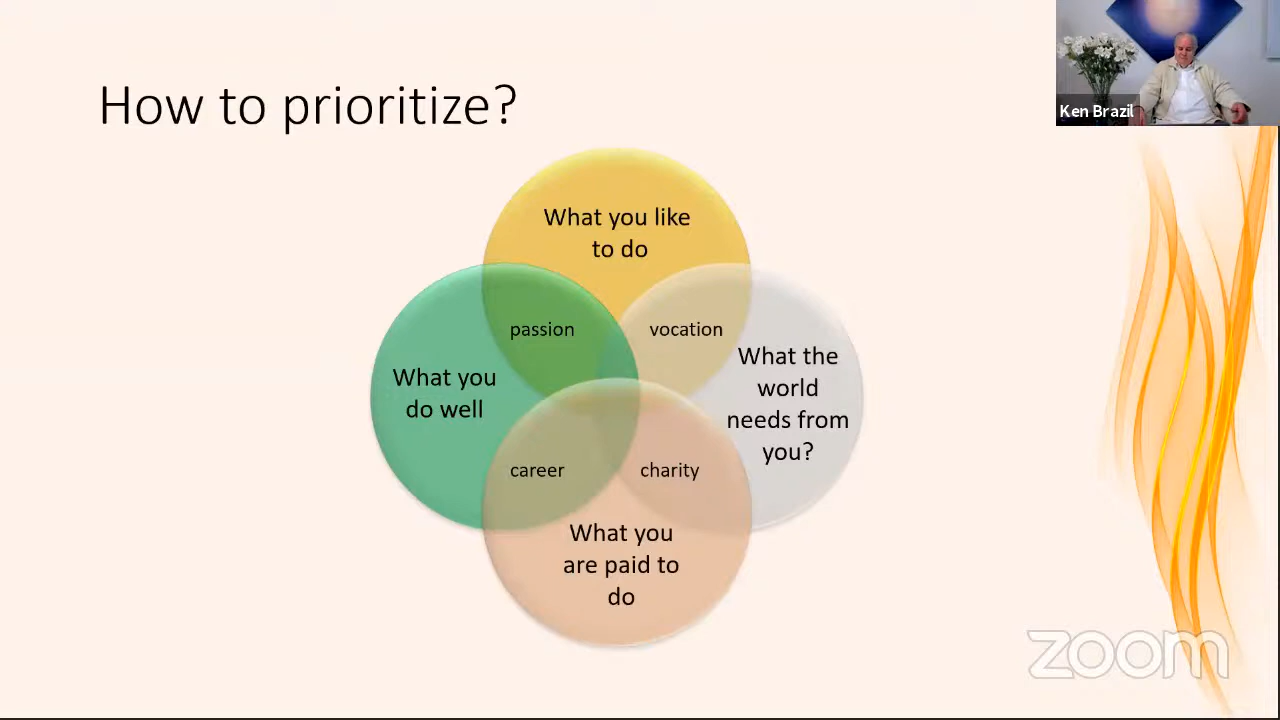 How to prioritize?
Ken Brazil
What you like
to do
passion
vocation
What you
do well
What the
world
needs from
you?
career
charity
What you
are paid to
do
zoom